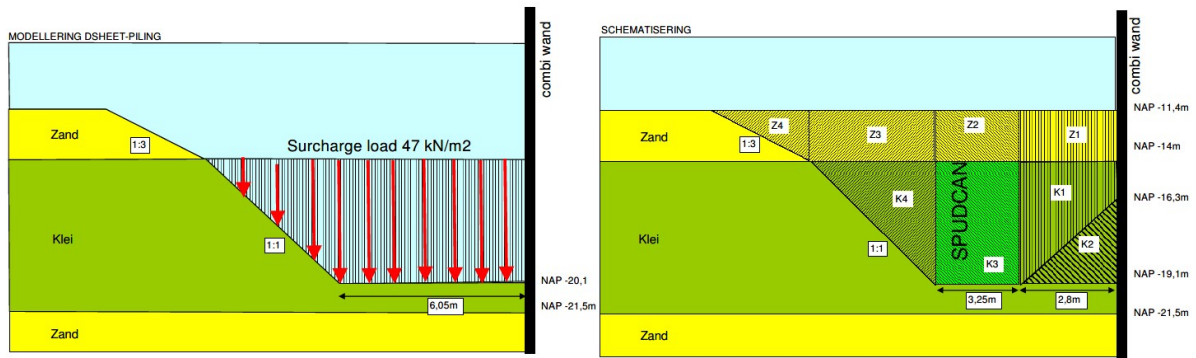 MODELLERING DSHEET-PILING
combi wand
Zand
1:3
Surcharge load 47 kN/m2
Klei
1:1
NAP -20,1
6,05m
NAP -21,5m
Zand
SCHEMATISERING
combi wand
NAP -11,4m
Z4
Z3
Z2
Z1
Zand
1:3
NAP -14m
SPUDCAN
K4
K1
NAP -16,3m
Klei
1:1
K3
K2
NAP -19,1m
3,25m
2,8m
NAP -21,5m
Zand